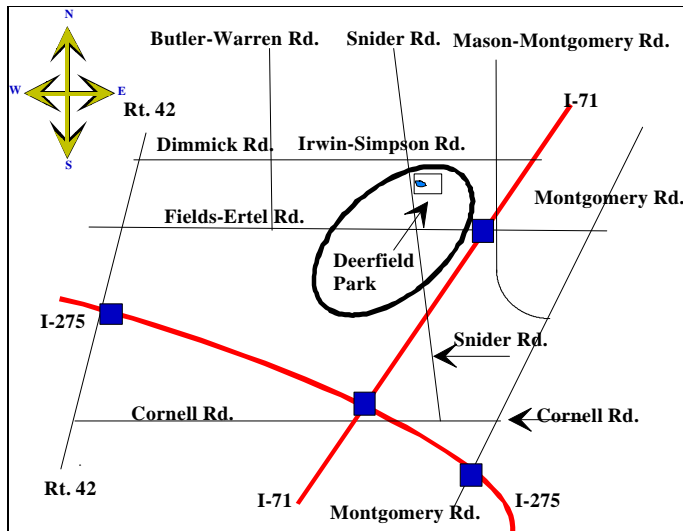 N
Butler-Warren Rd.
Snider Rd.
Mason-Montgomery Rd.
W
E
Rt. 42
I-71
S
Dimmick Rd.
Irwin-Simpson Rd.
Montgomery Rd.
Fields-Ertel Rd.
Deerfield
Park
I-275
Snider Rd.
Cornell Rd.
Cornell Rd.
Rt. 42
I-71
Montgomery Rd.
I-275